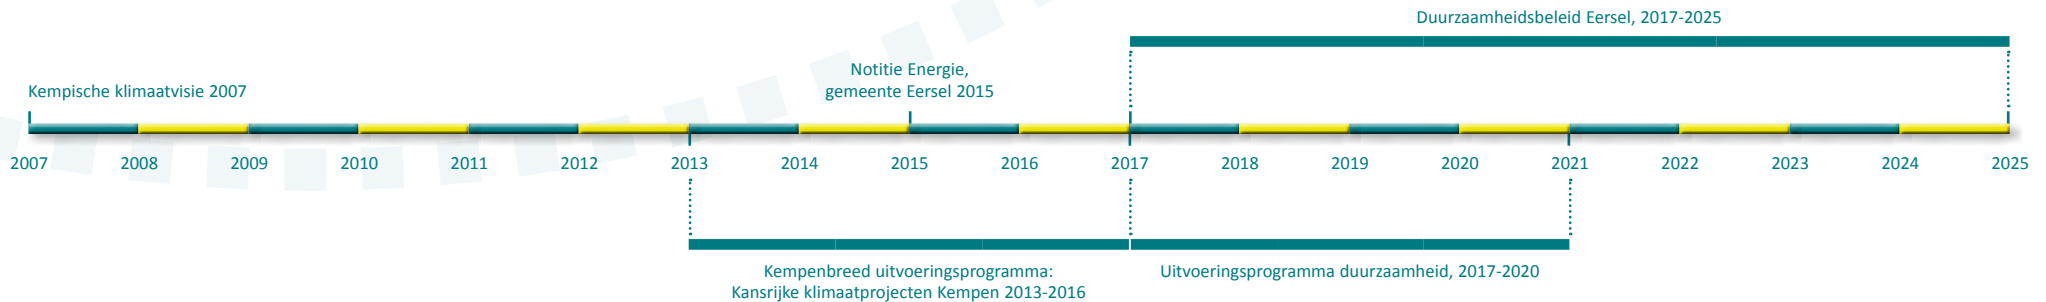 Duurzaamheidsbeleid Eersel, 2017-2025
Notitie Energie,
gemeente Eersel 2015
Kempische klimaatvisie 2007
2007 2008 2009 2010 2011 2012 2013 2014 2015 2016 2017 2018 2019 2020 2021 2022 2023 2024 2025
Kempenbreed uitvoeringsprogramma:
Kansrijke klimaatprojecten Kempen 2013-2016
Uitvoeringsprogramma duurzaamheid, 2017-2020